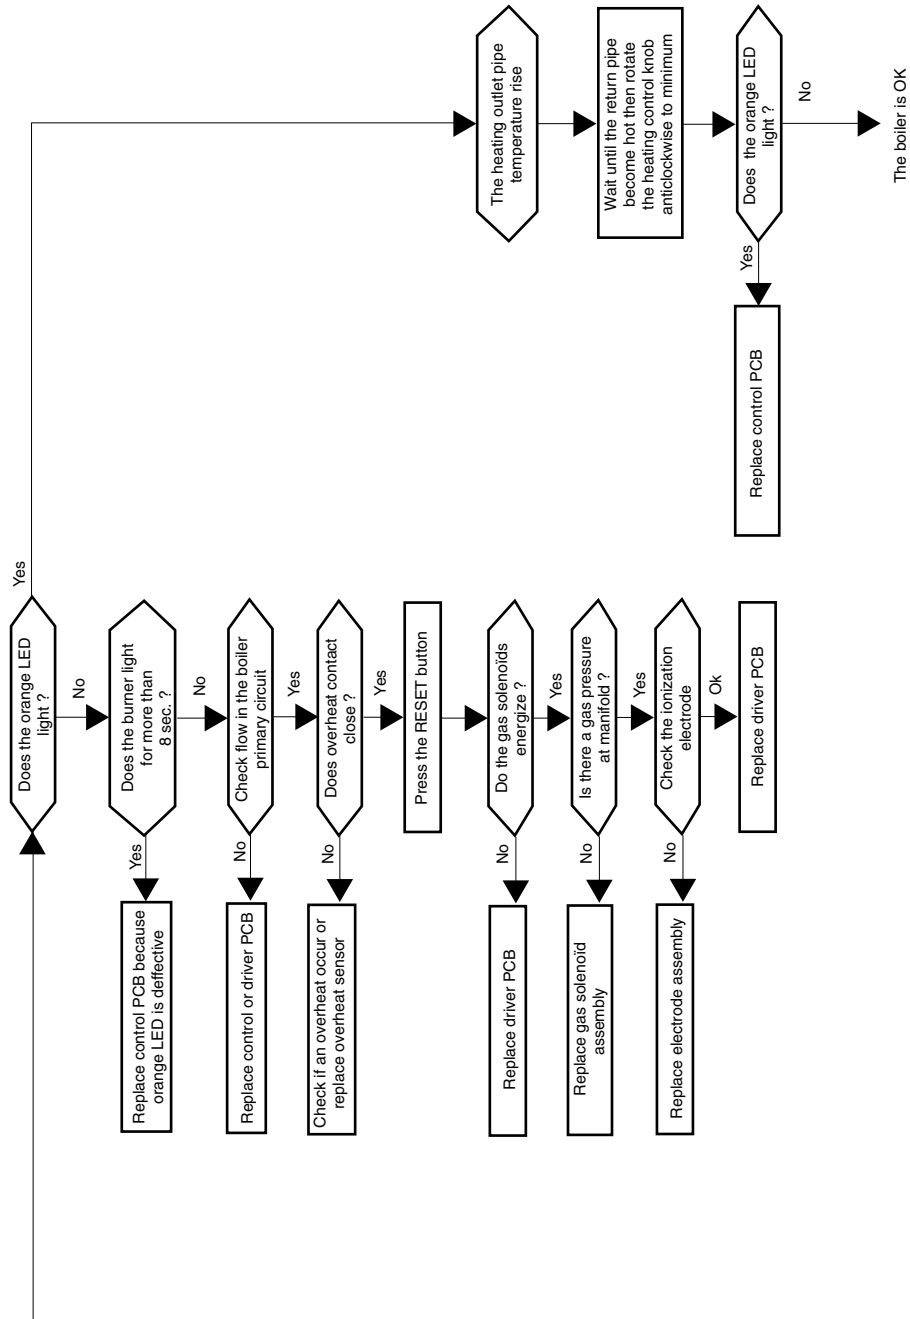 Does the orange LED
light ?
Yes
No
Does the burner light
for more than
8 sec. ?
Yes
Replace control PCB because
orange LED is deffective
No
Check flow in the boiler
primary circuit
No
Replace control or driver PCB
Yes
Does overheat contact
close ?
No
Check if an overheat occur or
replace overheat sensor
Yes
Press the RESET button
Do the gas solenoïds
energize ?
No
Replace driver PCB
Yes
Is there a gas pressure
at manifold ?
No
Replace gas solenoïd
assembly
Yes
Check the ionization
electrode
No
Replace electrode assembly
Ok
Replace driver PCB
The heating outlet pipe
temperature rise
Wait until the return pipe
become hot then rotate
the heating control knob
anticlockwise to minimum
Does the orange LED
light ?
Yes
Replace control PCB
No
The boiler is OK